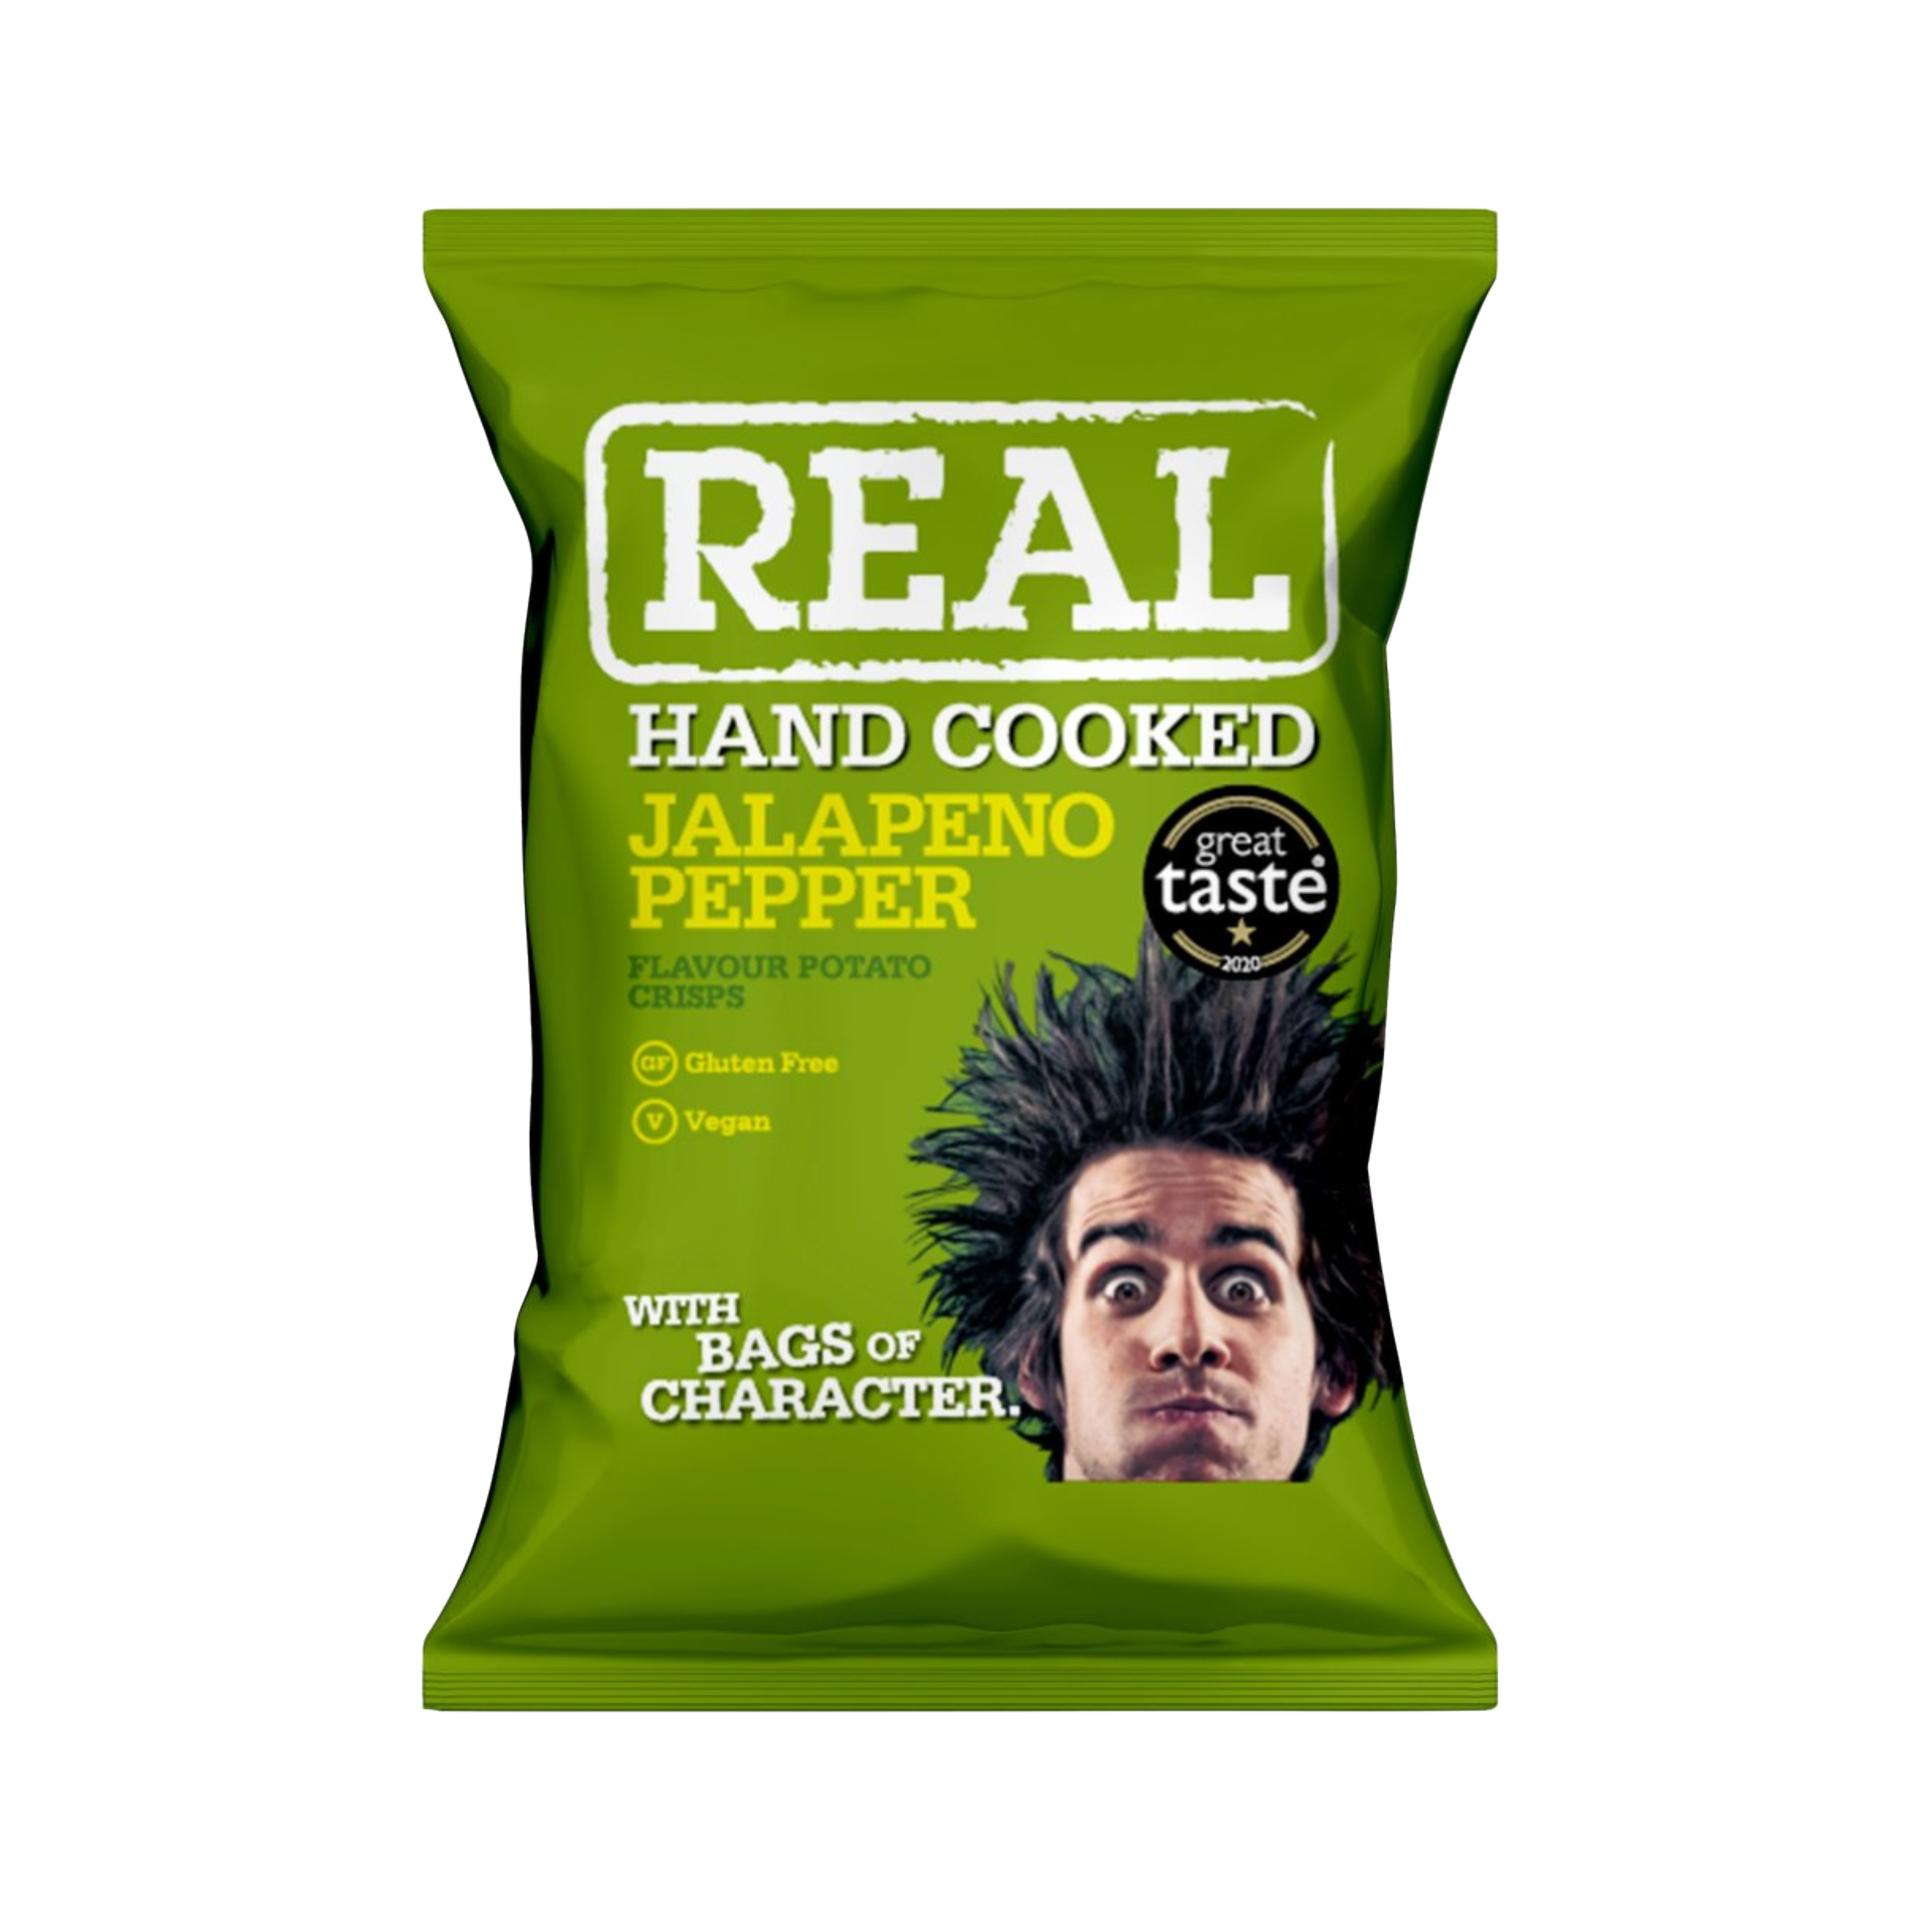 REAL
HAND COOKED
JALAPENO
PEPPER
great
taste®
2020
FLAVOUR POTATO
CRISPS
GF Gluten Free
V Vegan
WITH
BAGS OF
CHARACTER.